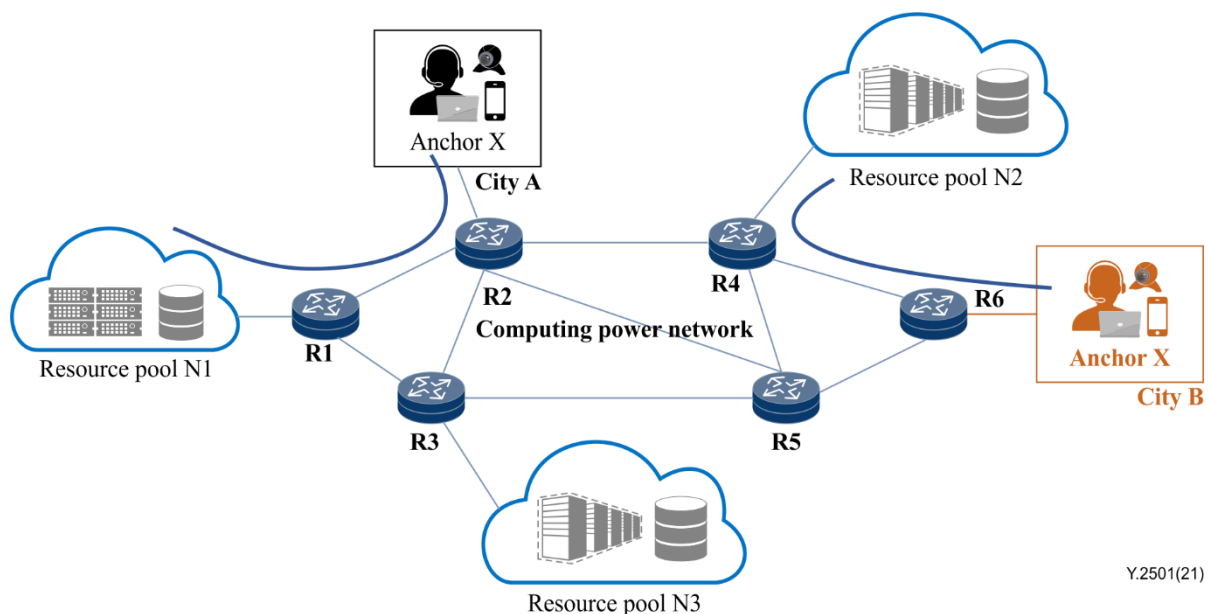 Anchor X
City A
Resource pool N2
R2
R4
R6
Computing power network
R1
Resource pool N1
Anchor X
City B
R3
R5
Resource pool N3
Y.2501(21)